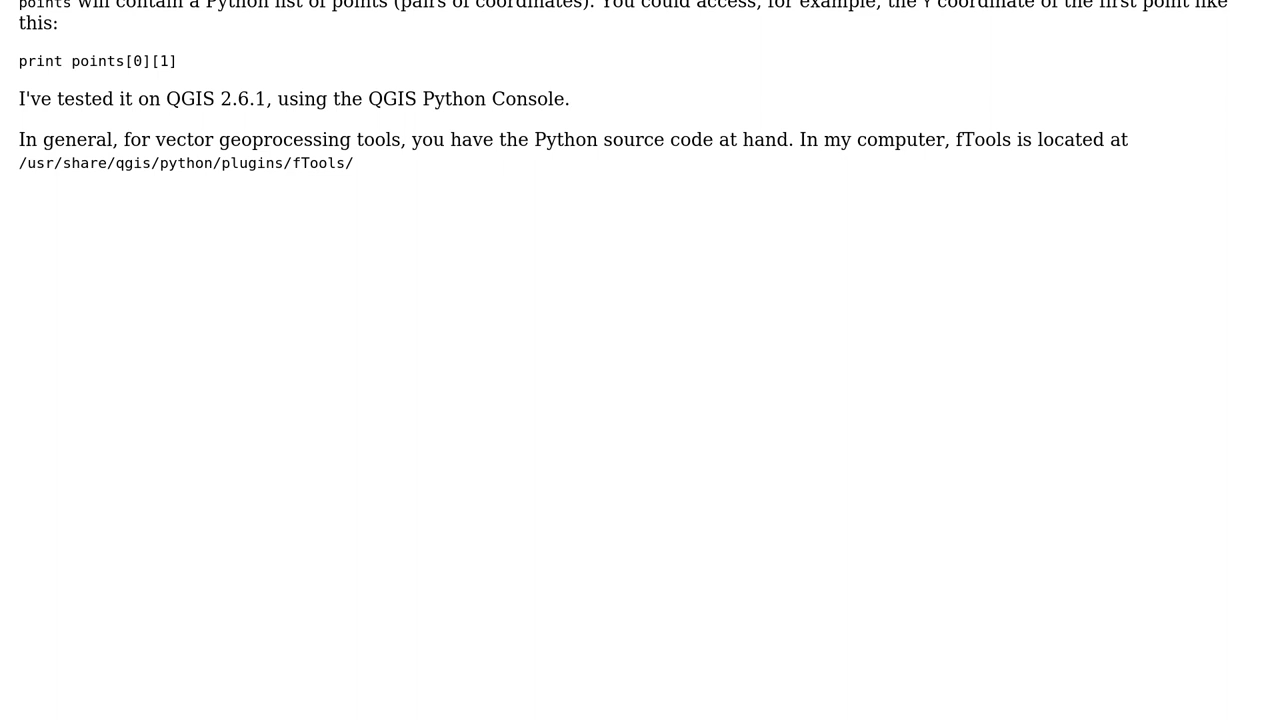 points will contain a Python list of points (pairs of coordinates). You could access, for example, the Y coordinate of the first point like
this:
print points[0][1]
I've tested it on QGIS 2.6.1, using the QGIS Python Console.
In general, for vector geoprocessing tools, you have the Python source code at hand. In my computer, fTools is located at
/usr/share/qgis/python/plugins/fTools/